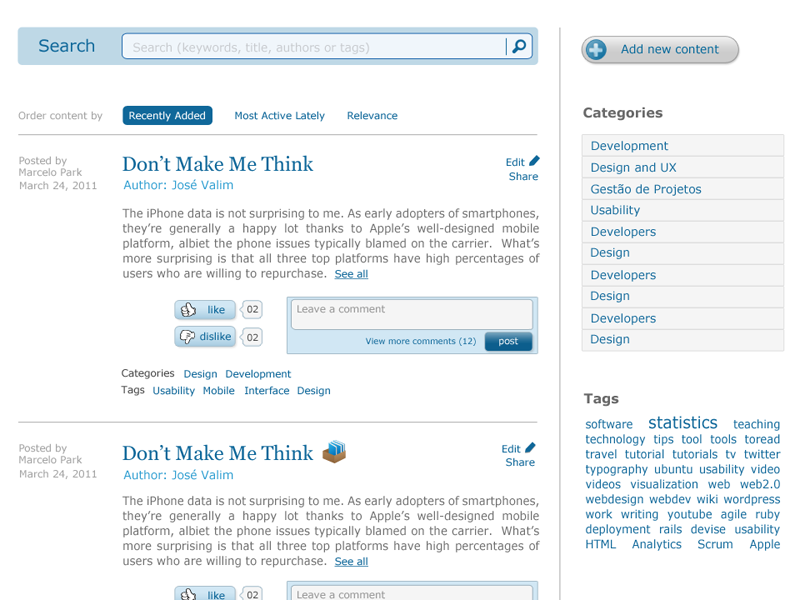 Search
Search (keywords, title, authors or tags)
Add new content
Order content by
Recently Added
Most Active Lately
Relevance
Posted by
Marcelo Park
March 24, 2011
Don’t Make Me Think
Author: José Valim
Edit
Share
The iPhone data is not surprising to me. As early adopters of smartphones,
they’re generally a happy lot thanks to Apple’s well-designed mobile
platform, albiet the phone issues typically blamed on the carrier. What’s
more surprising is that all three top platforms have high percentages of
users who are willing to repurchase. See all
like
02
dislike
02
Leave a comment
View more comments (12)
post
Categories Design Development
Tags Usability Mobile Interface Design
Posted by
Marcelo Park
March 24, 2011
Don’t Make Me Think
Author: José Valim
Edit
Share
The iPhone data is not surprising to me. As early adopters of smartphones,
they’re generally a happy lot thanks to Apple’s well-designed mobile
platform, albiet the phone issues typically blamed on the carrier. What’s
more surprising is that all three top platforms have high percentages of
users who are willing to repurchase. See all
like
02
Leave a comment
Categories
Development
Design and UX
Gestão de Projetos
Usability
Developers
Design
Developers
Design
Developers
Design
Tags
software statistics teaching
technology tips tool tools toread
travel tutorial tutorials tv twitter
typography ubuntu usability video
videos visualization web web2.0
webdesign webdev wiki wordpress
work writing youtube agile ruby
deployment rails devise usability
HTML Analytics Scrum Apple